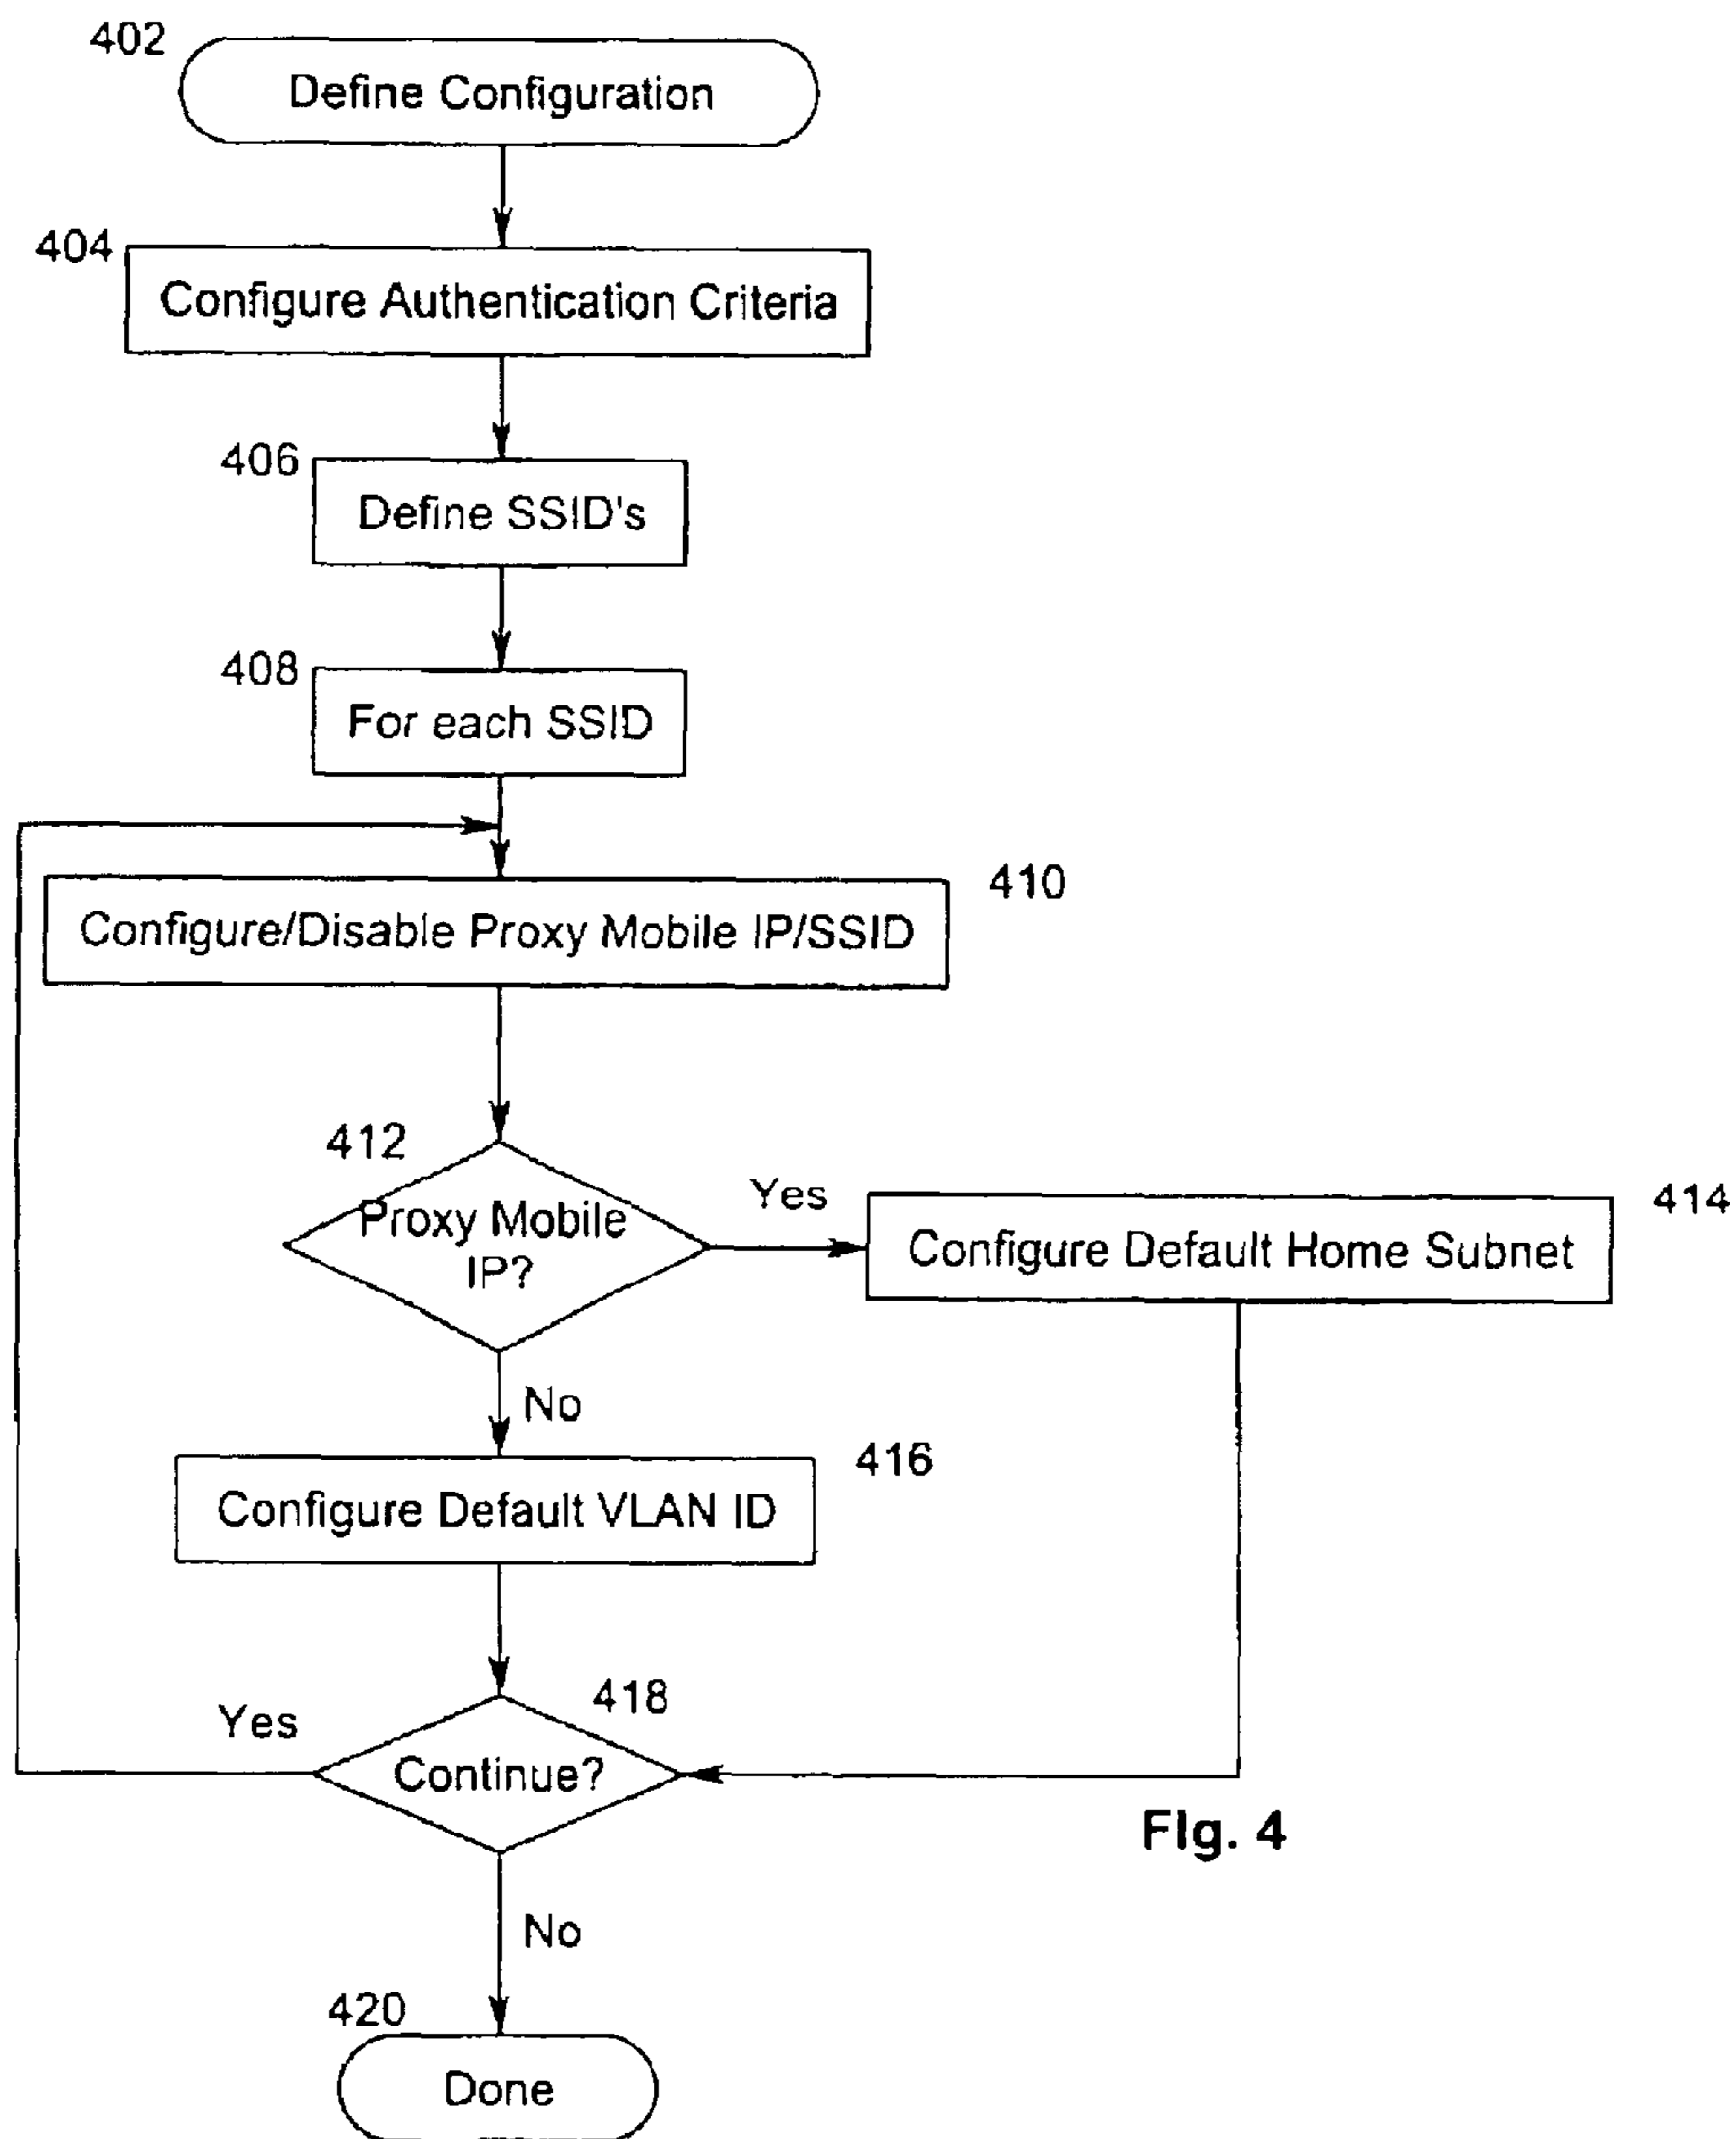 402
Define Configuration
404
Configure Authentication Criteria
406
Define SSID's
408
For each SSID
410
Configure/Disable Proxy Mobile IP/SSID
412
Proxy Mobile
IP?
Yes
414
Configure Default Home Subnet
No
416
Configure Default VLAN ID
418
Yes
Continue?
FIg. 4
No
420
Done